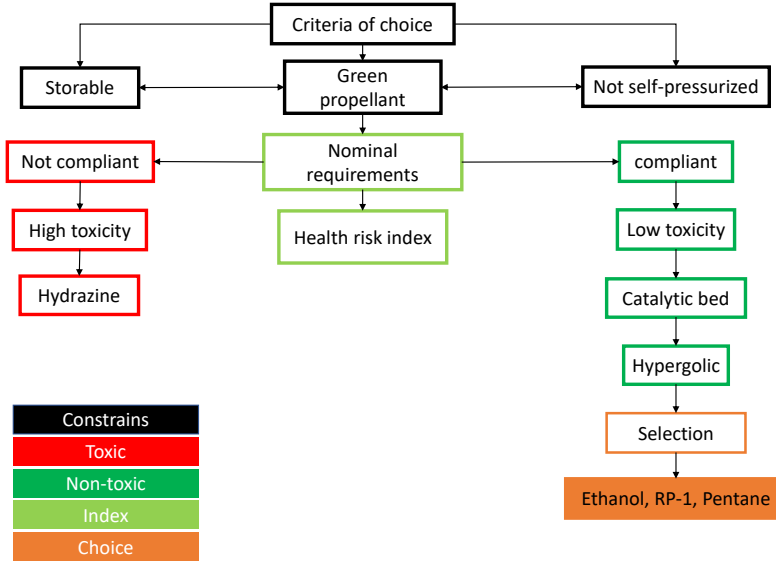 Criteria of choice
Storable
Green
propellant
Not self-pressurized
Not compliant
Nominal
requirements
compliant
High toxicity
Health risk index
Low toxicity
Hydrazine
Catalytic bed
Hypergolic
Constrains
Toxic
Non-toxic
Index
Choice
Selection
Ethanol, RP-1, Pentane